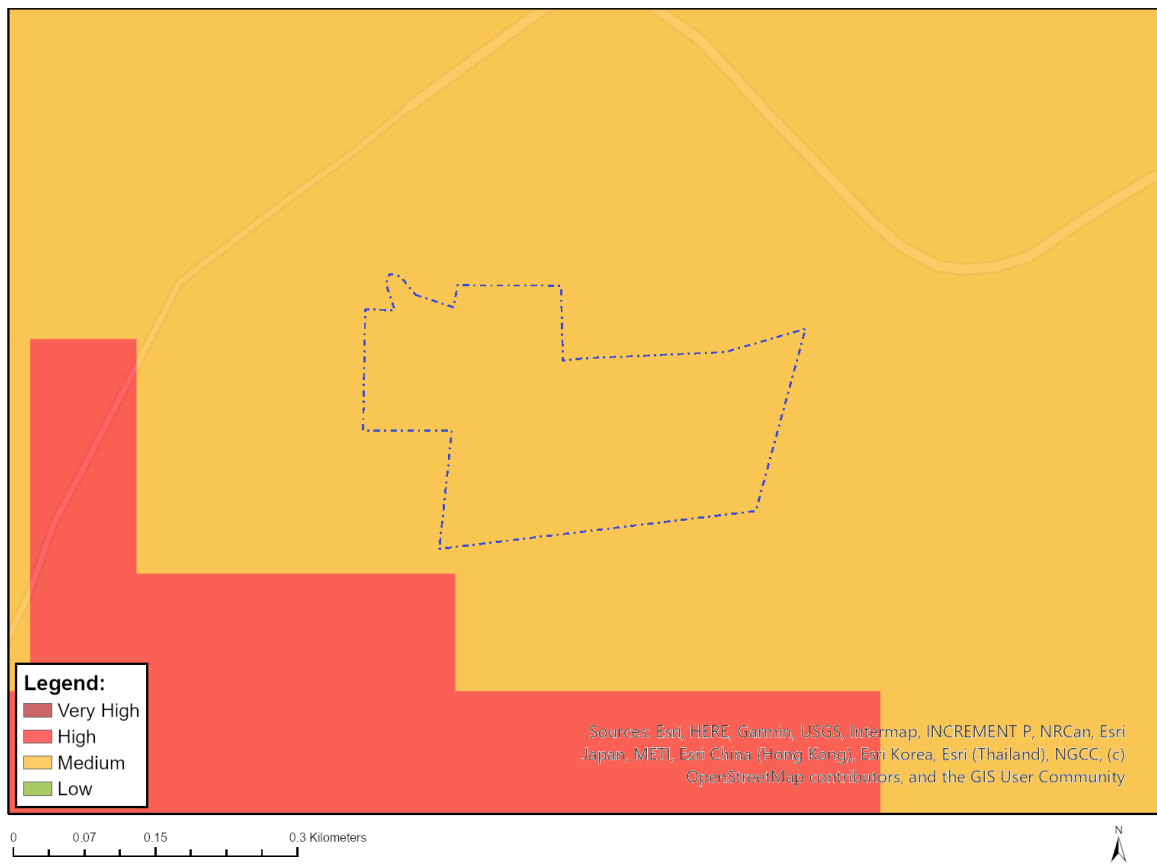 Legend:
Very High
High
Medium
Low
Sources: Esri, HERE, Garmin, USGS, Intermap, INCREMENT P, NRCan, Esri
Japan, METI, Esri China (Hong Kong), Esri Korea, Esri (Thailand), NGCC, (c)
OpenStreetMap contributors, and the GIS User Community
0 0.07 0.15 0.3 Kilometers
N